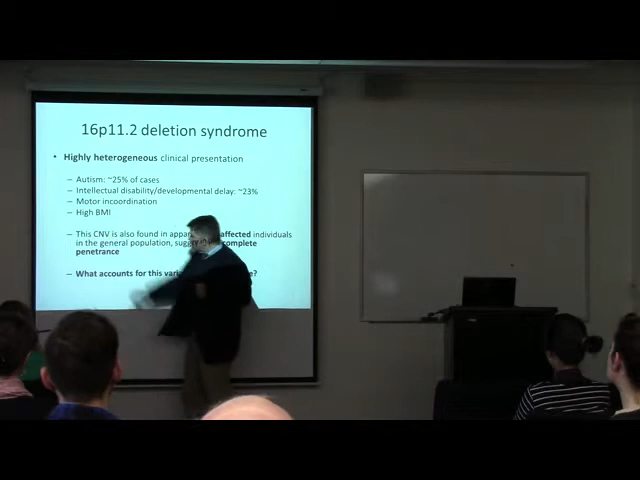 16p11.2 deletion syndrome
• Highly heterogeneous clinical presentation
– Autism: ~25% of cases
– Intellectual disability/developmental delay: ~23%
– Motor incoordination
– High BMI
– This CNV is also found in affected individuals
in the general population, complete
penetrance
– What accounts for this